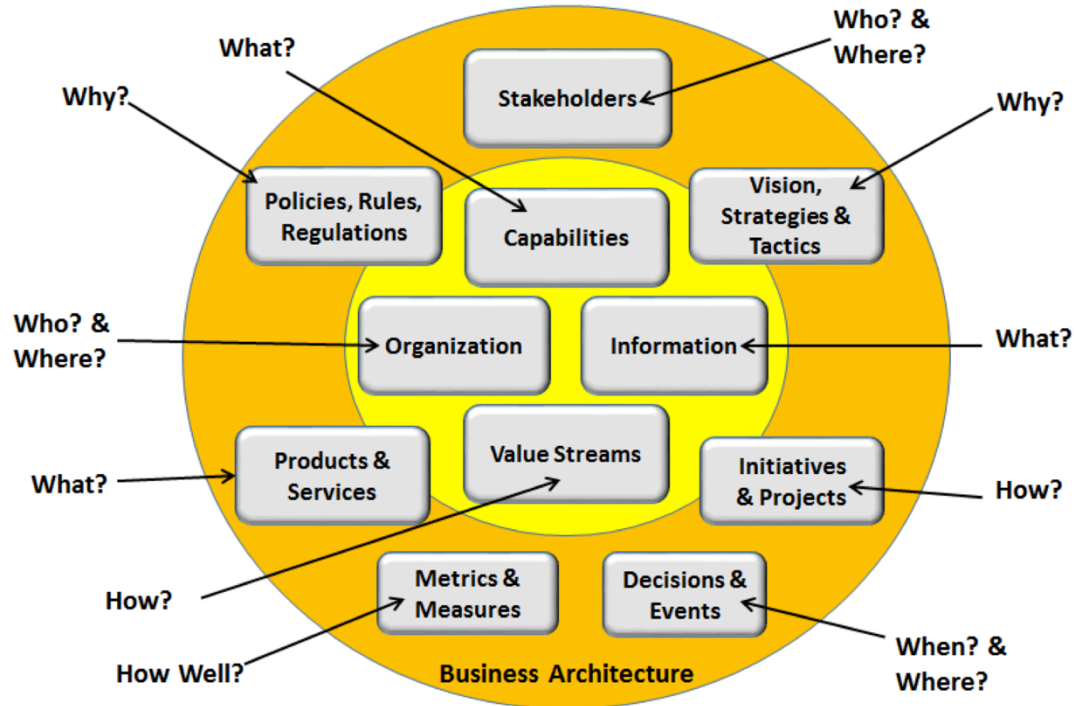 Who? &
Where?
What?
Why?
Stakeholders
Why?
Policies, Rules,
Regulations
Capabilities
Vision,
Strategies &
Tactics
Who? &
Where?
Organization
Information
What?
What?
Products &
Services
Value Streams
Initiatives
& Projects
How?
How?
Metrics &
Measures
Decisions &
Events
How Well?
Business Architecture
When? &
Where?